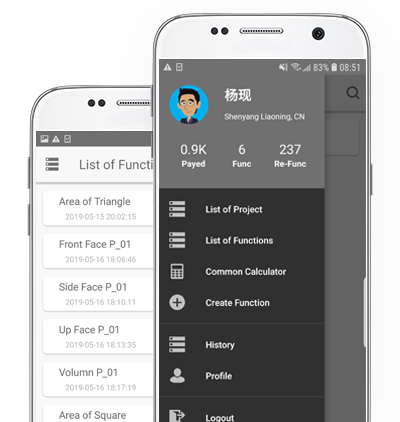 83% 08:51
杨现
Shenyang Liaoning, CN
0.9K 6 237
Payed Func Re-Func
List of Project
List of Functions
Common Calculator
Create Function
History
Profile
Logout
List of Functi
Area of Triangle
2019-05-15 20:02:15
Front Face P_01
2019-05-16 18:06:46
Side Face P_01
2019-05-16 18:10:11
Up Face P_01
2019-05-16 18:13:35
Volumn P_01
2019-05-16 18:17:19
Area of Square